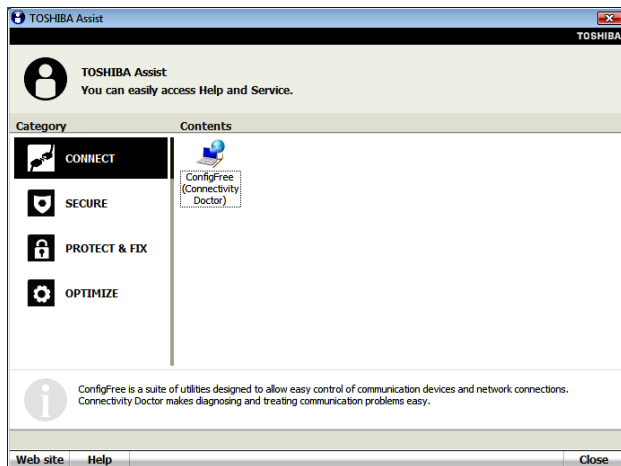 TOSHIBA Assist
TOSHIBA
TOSHIBA Assist
You can easily access Help and Service.
Category
Contents
CONNECT
SECURE
PROTECT & FIX
OPTIMIZE
ConfigFree
(Connectivity
Doctor)
ConfigFree is a suite of utilities designed to allow easy control of communication devices and network connections.
Connectivity Doctor makes diagnosing and treating communication problems easy.
Web site
Help
Close